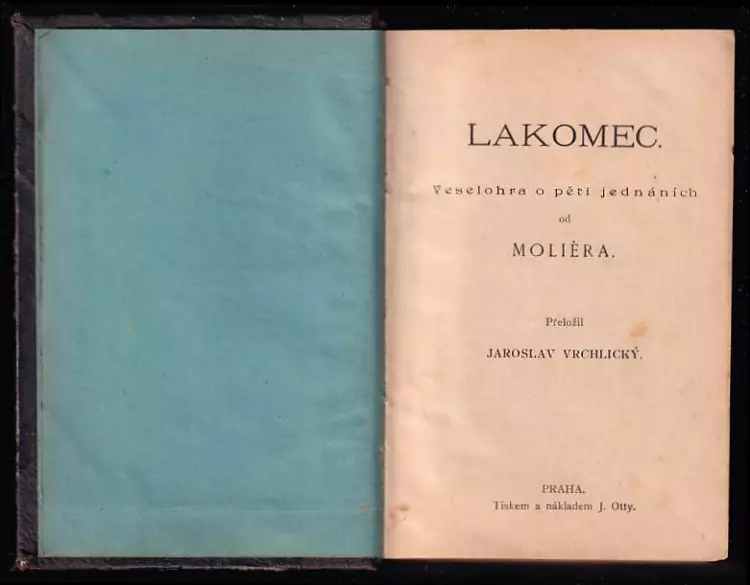 LAKOMEC.
Veselohra o pěti jednáních
od
MOLIÈRA.
Přeložil
JAROSLAV VRCHLICKÝ.
PRAHA.
Tiskem a nákladem J. Otty.